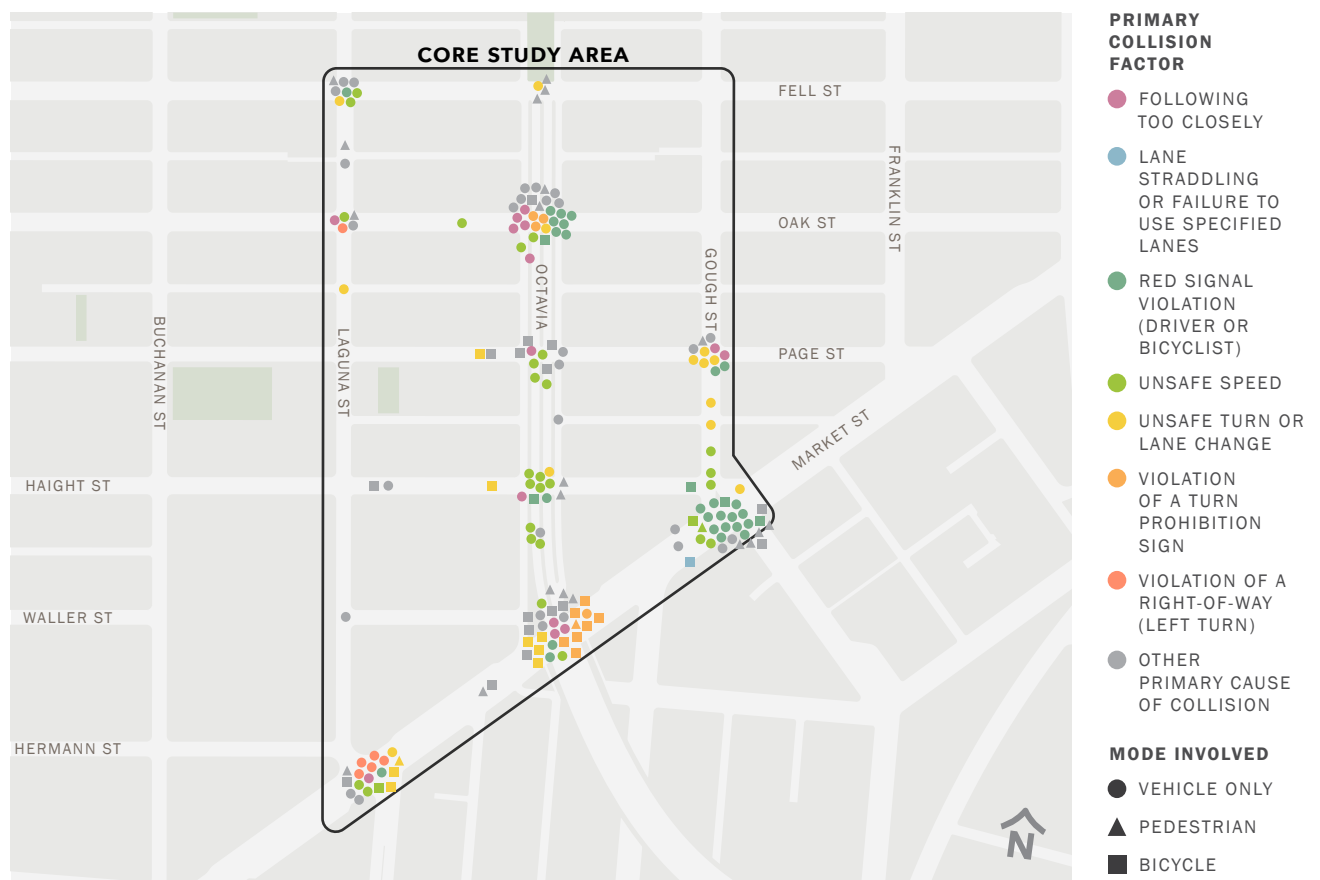 CORE STUDY AREA
FELL ST
FRANKLIN ST
OAK ST
GOUGH ST
OCTAVIA
BUCHANAN ST
LAGUNA ST
PAGE ST
MARKET ST
HAIGHT ST
WALLER ST
HERMANN ST
N
PRIMARY
COLLISION
FACTOR
FOLLOWING
TOO CLOSELY
LANE
STRADDLING
OR FAILURE TO
USE SPECIFIED
LANES
RED SIGNAL
VIOLATION
(DRIVER OR
BICYCLIST)
UNSAFE SPEED
UNSAFE TURN OR
LANE CHANGE
VIOLATION
OF A TURN
PROHIBITION
SIGN
VIOLATION OF A
RIGHT-OF-WAY
(LEFT TURN)
OTHER
PRIMARY CAUSE
OF COLLISION
MODE INVOLVED
VEHICLE ONLY
PEDESTRIAN
BICYCLE